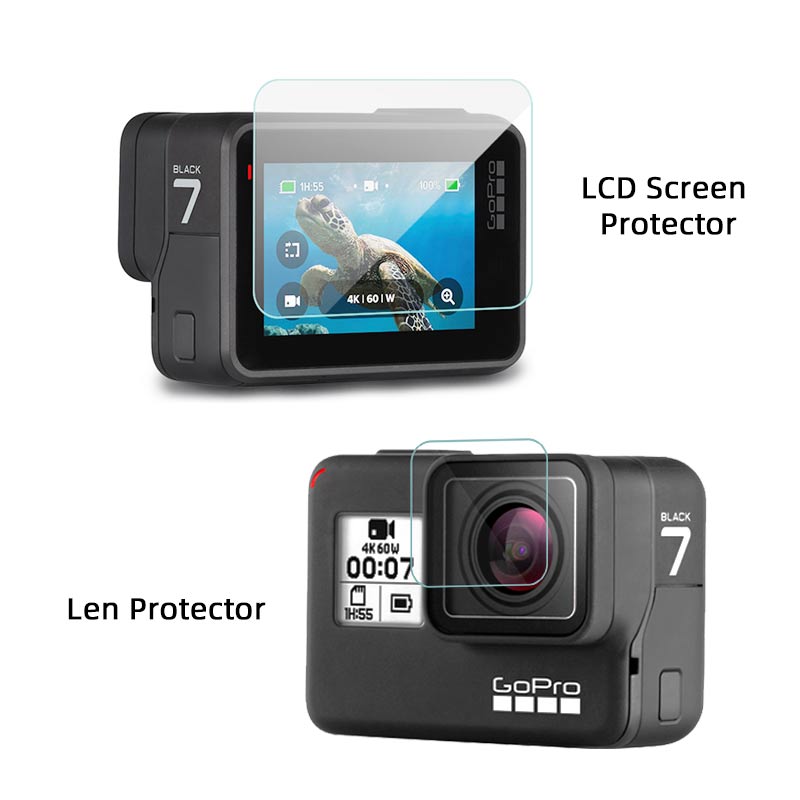 BLACK
7
1H:55
100%
GoPro
4K | 60 | W
LCD Screen
Protector
4K60W
00:07
1H:55
BLACK
7
Len Protector
GoPro